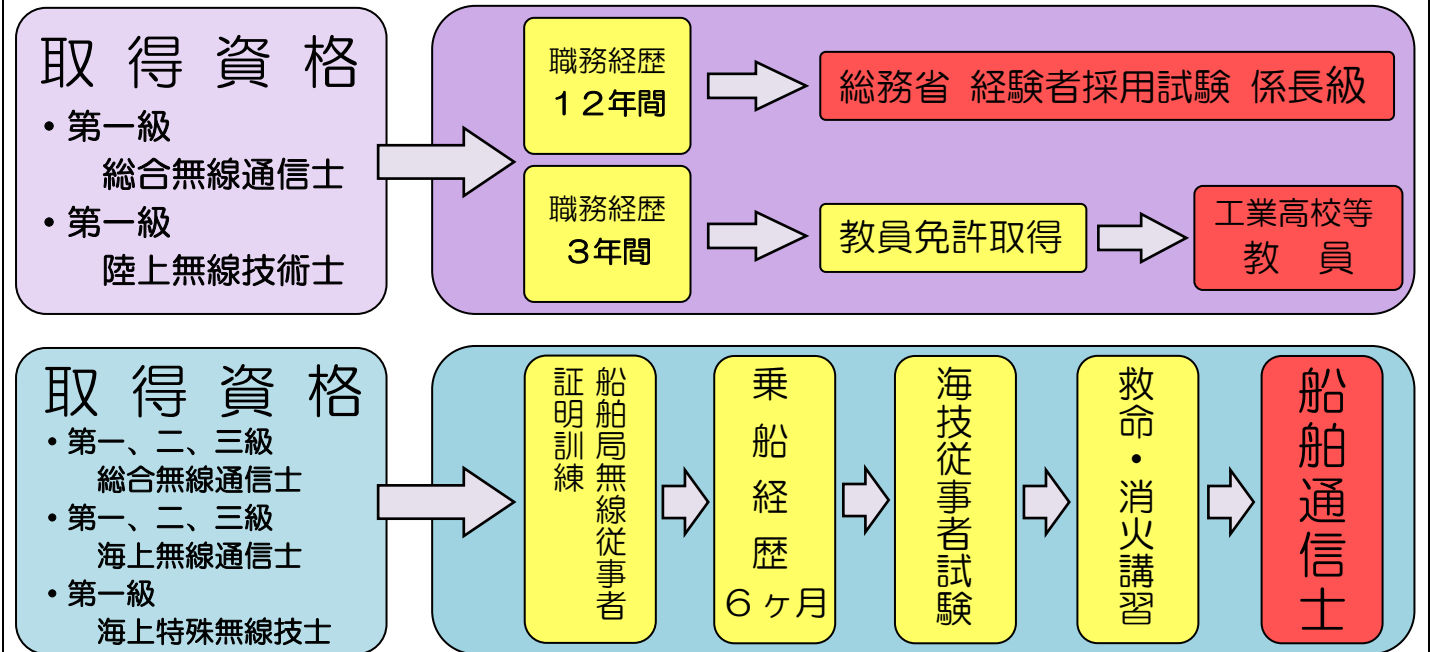 取得資格
・第一級
総合無線通信士
・第一級
陸上無線技術士
職務経歴
１２年間
総務省 経験者採用試験 係長級
職務経歴
３年間
教員免許取得
工業高校等
教 員
取得資格
・第一、二、三級
総合無線通信士
・第一、二、三級
海上無線通信士
・第一級
海上特殊無線技士
船舶局無線従事者
証明訓練
乗船経歴
６ヶ月
海技従事者試験
救命・消火講習
船舶通信士